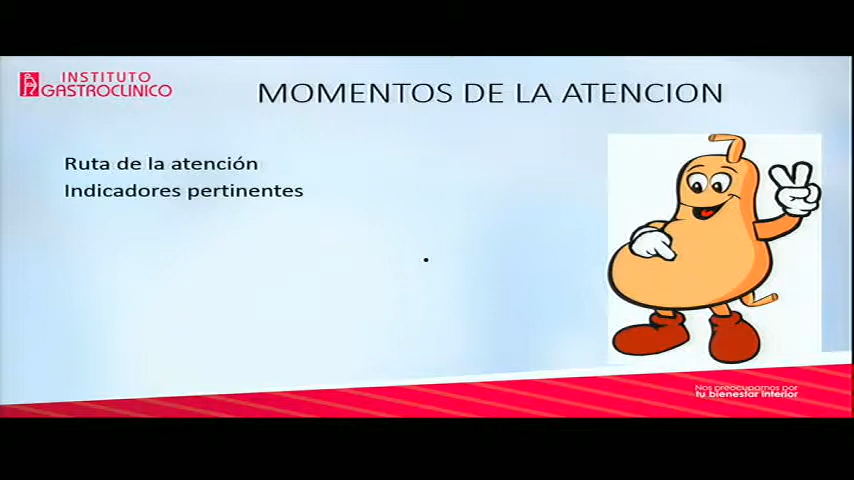 INSTITUTO
GASTROCLINICO
MOMENTOS DE LA ATENCION
Ruta de la atención
Indicadores pertinentes
Nos preocupamos por
tu bienestar interior